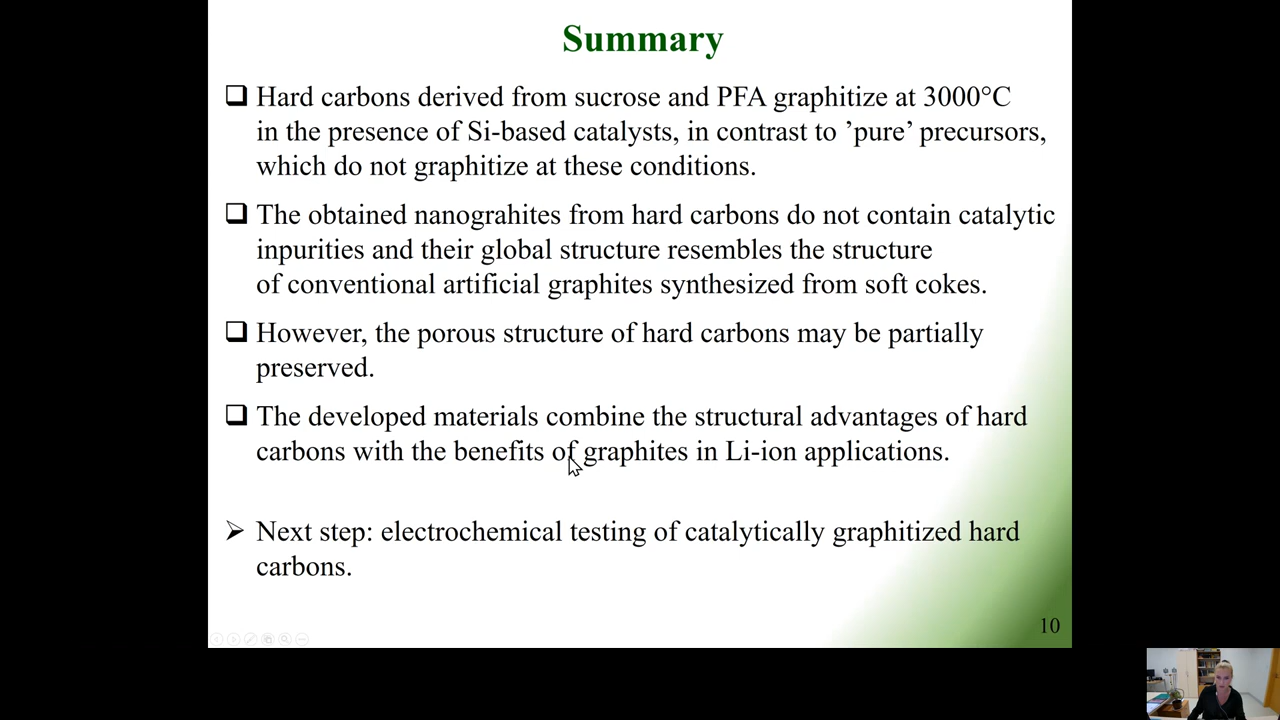 Summary
Hard carbons derived from sucrose and PFA graphitize at 3000°C
in the presence of Si-based catalysts, in contrast to ’pure’ precursors,
which do not graphitize at these conditions.
The obtained nanograhites from hard carbons do not contain catalytic
inpurities and their global structure resembles the structure
of conventional artificial graphites synthesized from soft cokes.
However, the porous structure of hard carbons may be partially
preserved.
The developed materials combine the structural advantages of hard
carbons with the benefits of graphites in Li-ion applications.
Next step: electrochemical testing of catalytically graphitized hard
carbons.
10